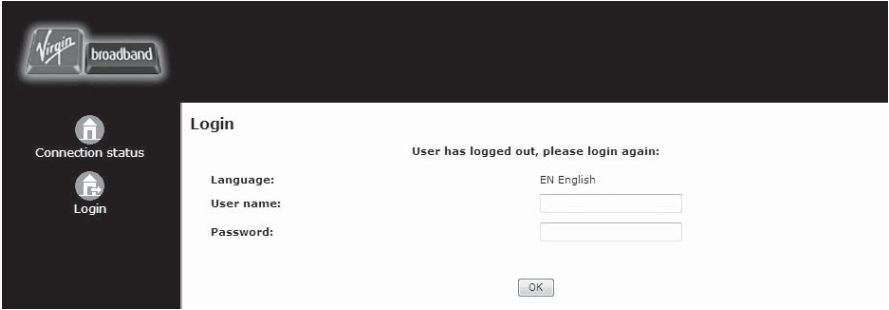 Virgin broadband
Connection status
Login
Login
User has logged out, please login again:
Language: EN English
User name:
Password:
OK